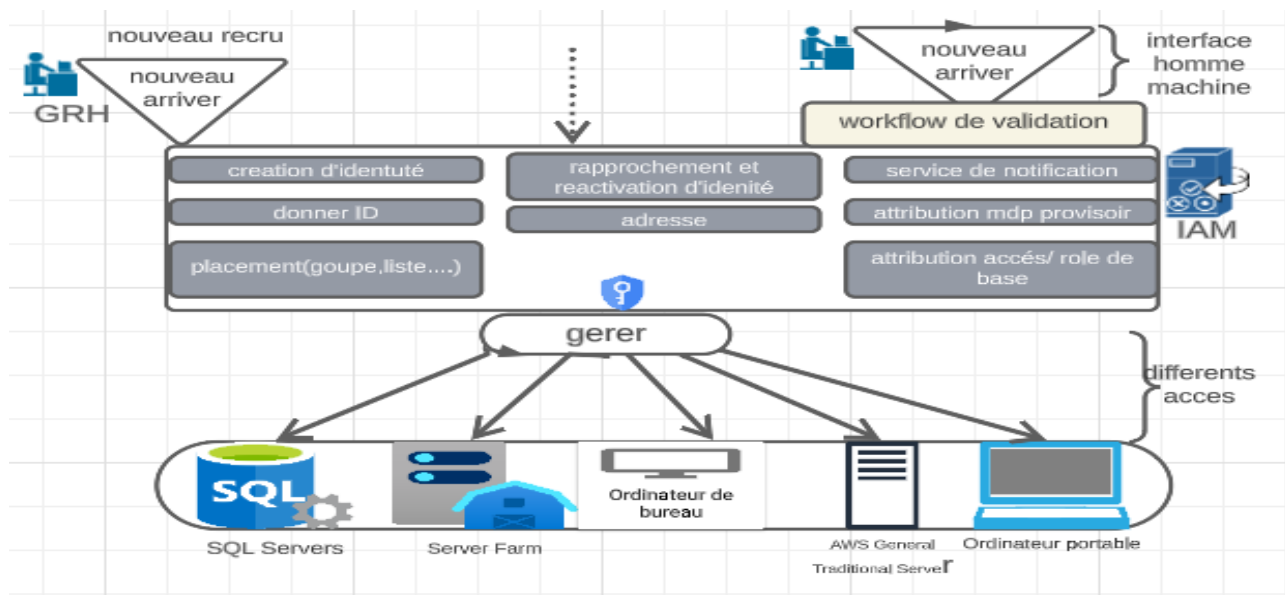 nouveau recru
nouveau
arriver
GRH
nouveau
arriver
interface
homme
machine
workflow de validation
creation d'identuté
rapprochement et
reactivation d'idenité
service de notification
donner ID
adresse
attribution mdp provisoir
IAM
placement(goupe,liste....)
attribution accés/ role de
base
gerer
differents
acces
SQL
Ordinateur de
bureau
SQL Servers
Server Farm
AWS General
Traditional Server
Ordinateur portable